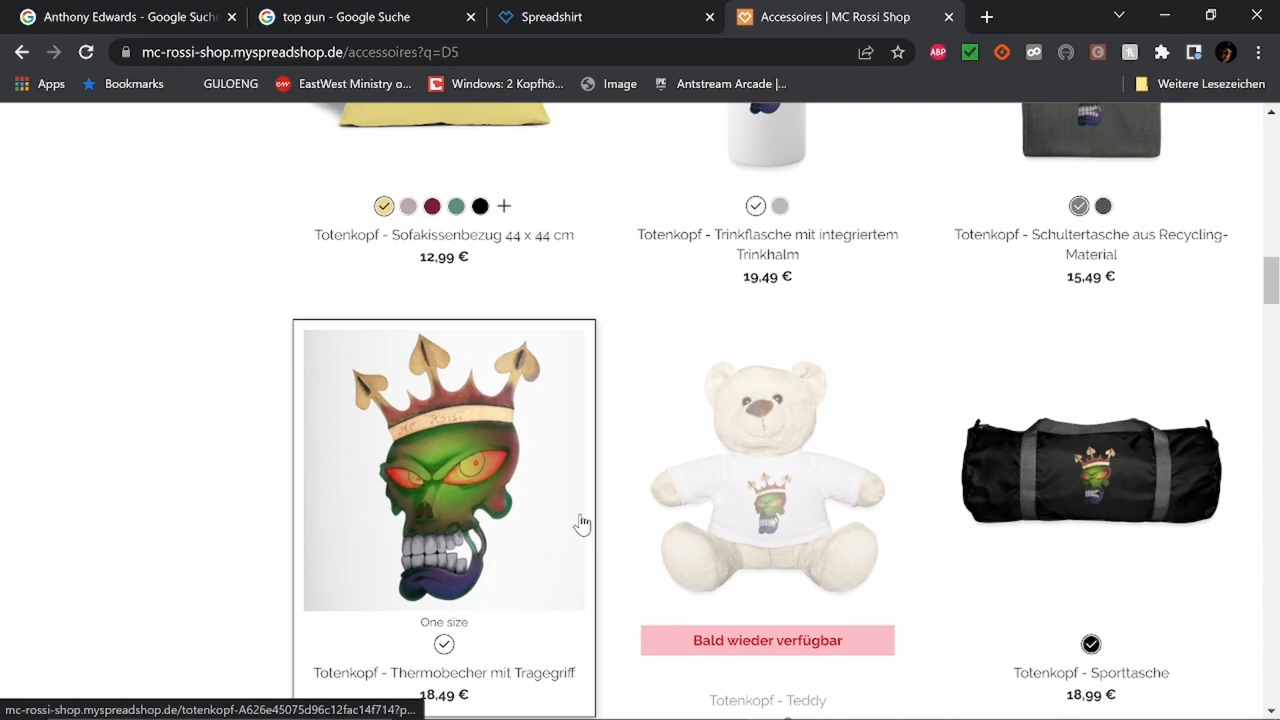 Anthony Edwards - Google Suche
top gun - Google Suche
Spreadshirt
Accessoires | MC Rossi Shop
mc-rossi-shop.myspreadshop.de/accessoires?q=D5
ABP
Apps
Bookmarks
GULOENG
EastWest Ministry o...
Windows: 2 Kopfhö...
Image
Antstream Arcade |...
Weitere Lesezeichen
Totenkopf - Sofakissenbezug 44 x 44 cm
12,99 €
Totenkopf - Trinkflasche mit integriertem
Trinkhalm
19,49 €
Totenkopf - Schultertasche aus Recycling-
Material
15,49 €
MC Rossi
One size
Totenkopf - Thermobecher mit Tragegriff
18,49 €
Bald wieder verfügbar
Totenkopf - Teddy
Totenkopf - Sporttasche
18,99 €
mc-rossi-shop.myspreadshop.de/totenkopf-A626e45075d96c12fac14f714?p...